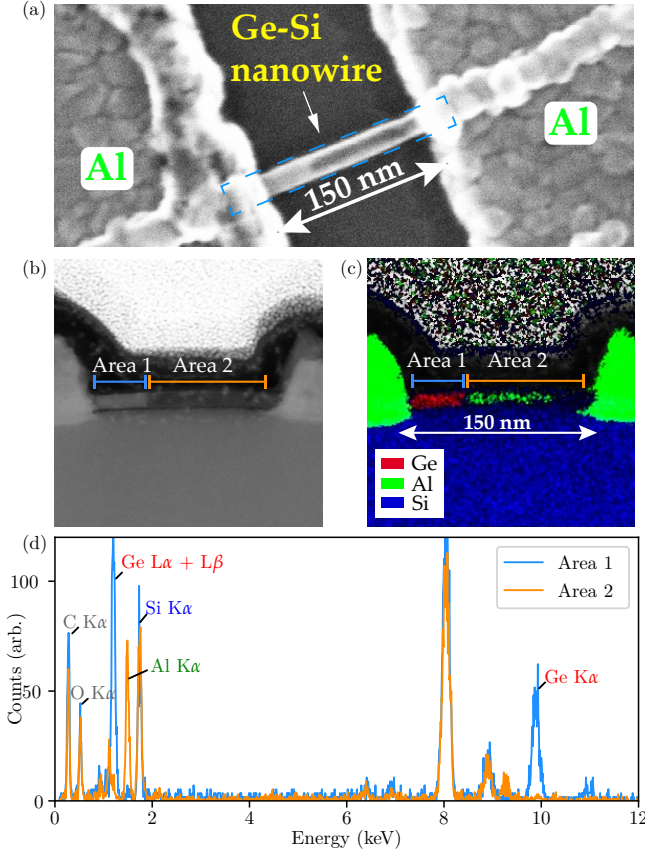 (a)
Ge-Si
nanowire
Al
Al
150 nm
(b)
(c)
Area 1
Area 2
Area 1
Area 2
150 nm
Ge
Al
Si
(d)
Ge Lα + Lβ
Area 1
Area 2
100
Si Kα
C Kα
Al Kα
O Kα
Ge Kα
50
0
Counts (arb.)
0 2 4 6 8 10 12
Energy (keV)